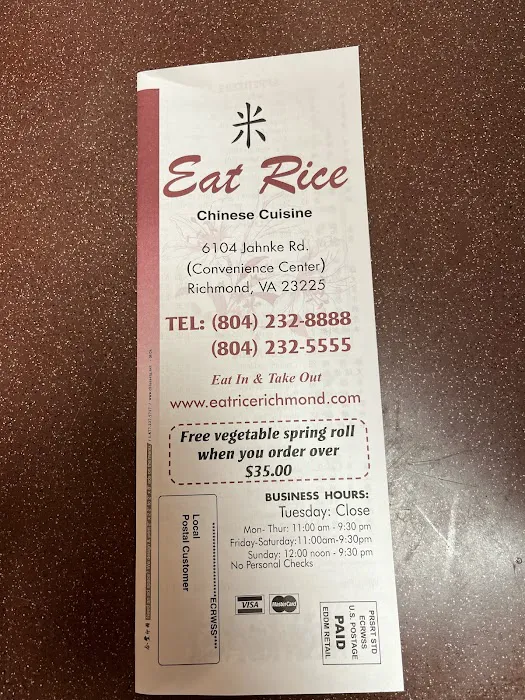 米
Eat Rice
Chinese Cuisine
6104 Jahnke Rd.
(Convenience Center)
Richmond, VA 23225
TEL: (804) 232-8888
(804) 232-5555
Eat In & Take Out
www.eatricerichmond.com
Free vegetable spring roll
when you order over
$35.00
BUSINESS HOURS:
Tuesday: Close
Mon- Thur: 11:00 am - 9:30 pm
Friday-Saturday:11:00am-9:30pm
Sunday: 12:00 noon - 9:30 pm
No Personal Checks
****************ECRWSS****
Local
Postal Customer
VISA
MasterCard
PRSRT STD
ECRWSS
U.S. POSTAGE
PAID
EDDM RETAIL